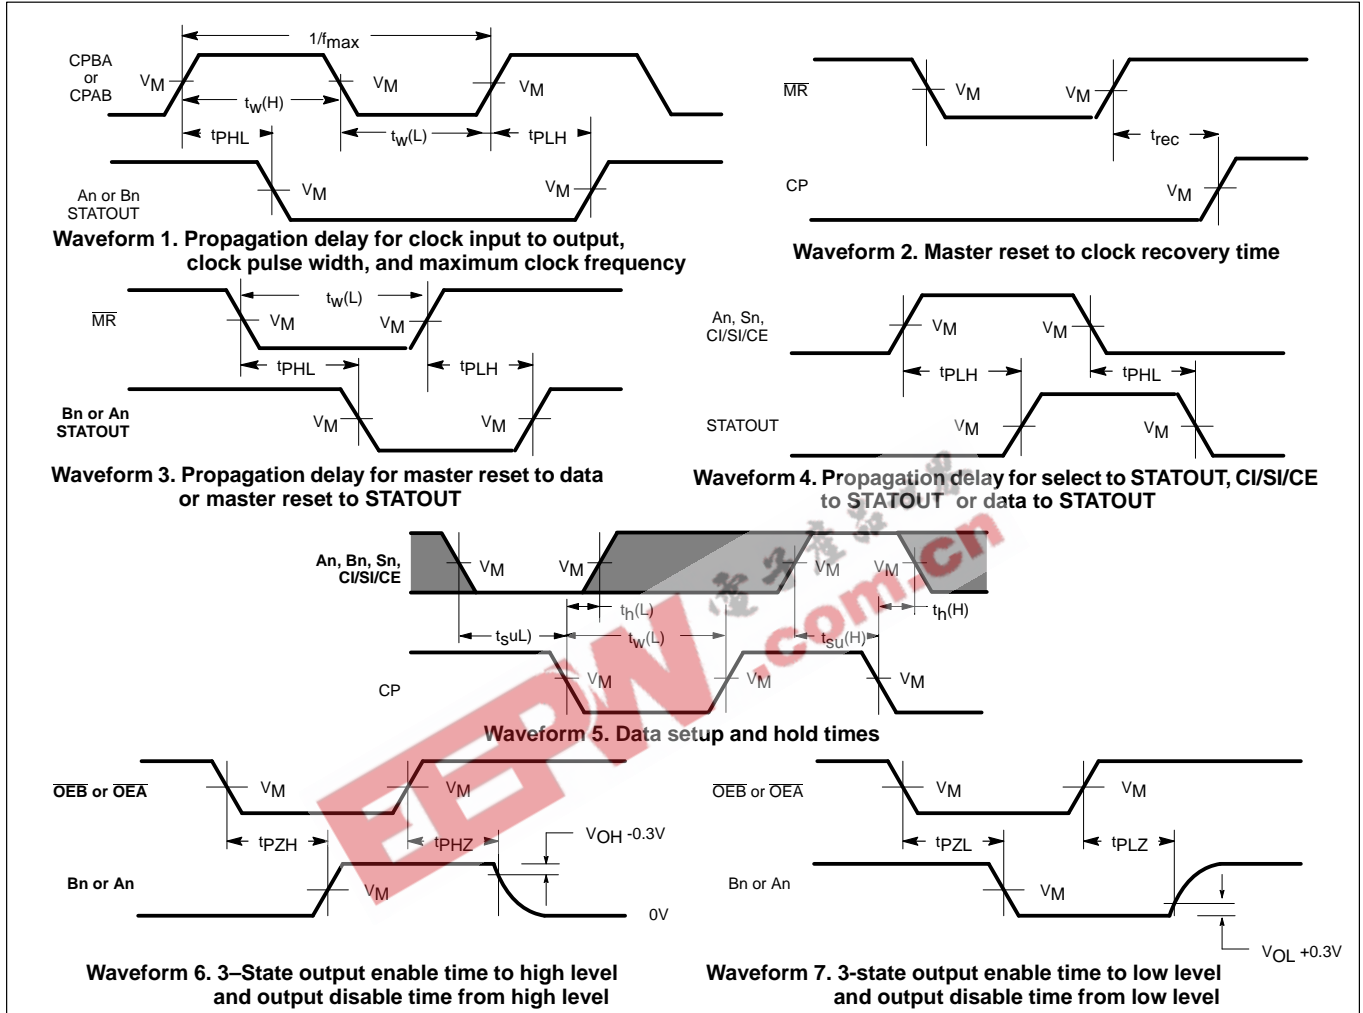 1/fmax
CPBA
or
CPAB
VM VM VM
tw(H)
tPHL tw(L) tPLH
An or Bn
STATOUT
VM VM
Waveform 1. Propagation delay for clock input to output,
clock pulse width, and maximum clock frequency
MR
VM VM
trec
CP
VM
Waveform 2. Master reset to clock recovery time
tw(L)
MR
VM VM
tPHL tPLH
Bn or An
STATOUT
VM VM
Waveform 3. Propagation delay for master reset to data
or master reset to STATOUT
An, Sn,
CI/SI/CE
VM VM
tPLH tPHL
STATOUT
VM VM
Waveform 4. Propagation delay for select to STATOUT, CI/SI/CE
to STATOUT or data to STATOUT
An, Bn, Sn,
CI/SI/CE
VM VM VM VM
th(L) th(H)
tsuL) tw(L) tsu(H)
CP
VM VM VM
Waveform 5. Data setup and hold times
EEPW .com.cn
電子產品世界
OEB or OEA
VM VM
tPZH tPHZ
VOH -0.3V
Bn or An
VM
0V
Waveform 6. 3–State output enable time to high level
and output disable time from high level
OEB or OEA
VM VM
tPZL tPLZ
Bn or An
VM
VOL +0.3V
Waveform 7. 3-state output enable time to low level
and output disable time from low level